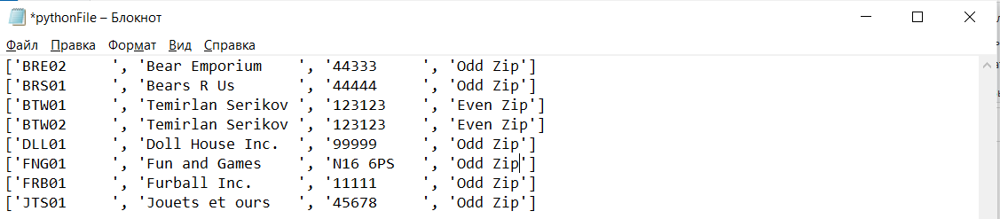 *pythonFile – Блокнот
Файл Правка Формат Вид Справка
['BRE02     ', 'Bear Emporium    ', '44333     ', 'Odd Zip']
['BRS01     ', 'Bears R Us       ', '44444     ', 'Odd Zip']
['BTW01     ', 'Temirlan Serikov ', '123123    ', 'Even Zip']
['BTW02     ', 'Temirlan Serikov ', '123123    ', 'Even Zip']
['DLL01     ', 'Doll House Inc.  ', '99999     ', 'Odd Zip']
['FNG01     ', 'Fun and Games    ', 'N16 6PS   ', 'Odd Zip']
['FRB01     ', 'Furball Inc.     ', '11111     ', 'Odd Zip']
['JTS01     ', 'Jouets et ours   ', '45678     ', 'Odd Zip']